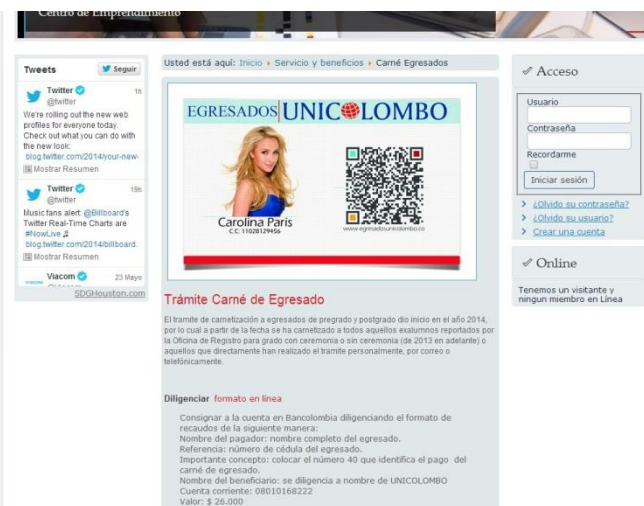 Centro de Emprendimiento
Tweets
Seguir
Twitter
1h
@twitter
We're rolling out the new web
profiles for everyone today.
Check out what you can do with
the new look:
blog.twitter.com/2014/your-new-
Mostrar Resumen
Twitter
19h
@twitter
Music fans alert: @Billboard's
Twitter Real-Time Charts are
#NowLive
blog.twitter.com/2014/billboard.
Mostrar Resumen
Viacom
23 Mayo
SDGHouston.com
Usted está aquí: Inicio Servicio y beneficios Carné Egresados
EGRESADOS UNICOLOMBO
Carolina Paris
C.C: 11028129456
www.egresadosunicolombo.co
Trámite Carné de Egresado
El tramite de carnetización a egresados de pregrado y postgrado dio inicio en el año 2014,
por lo cual a partir de la fecha se ha carnetizado a todos aquellos exalumnos reportados por
la Oficina de Registro para grado con ceremonia o sin ceremonia (de 2013 en adelante) o
aquellos que directamente han realizado el tramite personalmente, por correo o
telefónicamente.
Diligenciar formato en línea
Consignar a la cuenta en Bancolombia diligenciando el formato de
recaudos de la siguiente manera:
Nombre del pagador: nombre completo del egresado.
Referencia: número de cédula del egresado.
Importante concepto: colocar el número 40 que identifica el pago del
carné de egresado.
Nombre del beneficiario: se diligencia a nombre de UNICOLOMBO
Cuenta corriente: 08010168222
Valor: $ 26.000
Acceso
Usuario
Contraseña
Recordarme
Iniciar sesión
¿Olvido su contraseña?
¿Olvido su usuario?
Crear una cuenta
Online
Tenemos un visitante y
ningun miembro en Línea